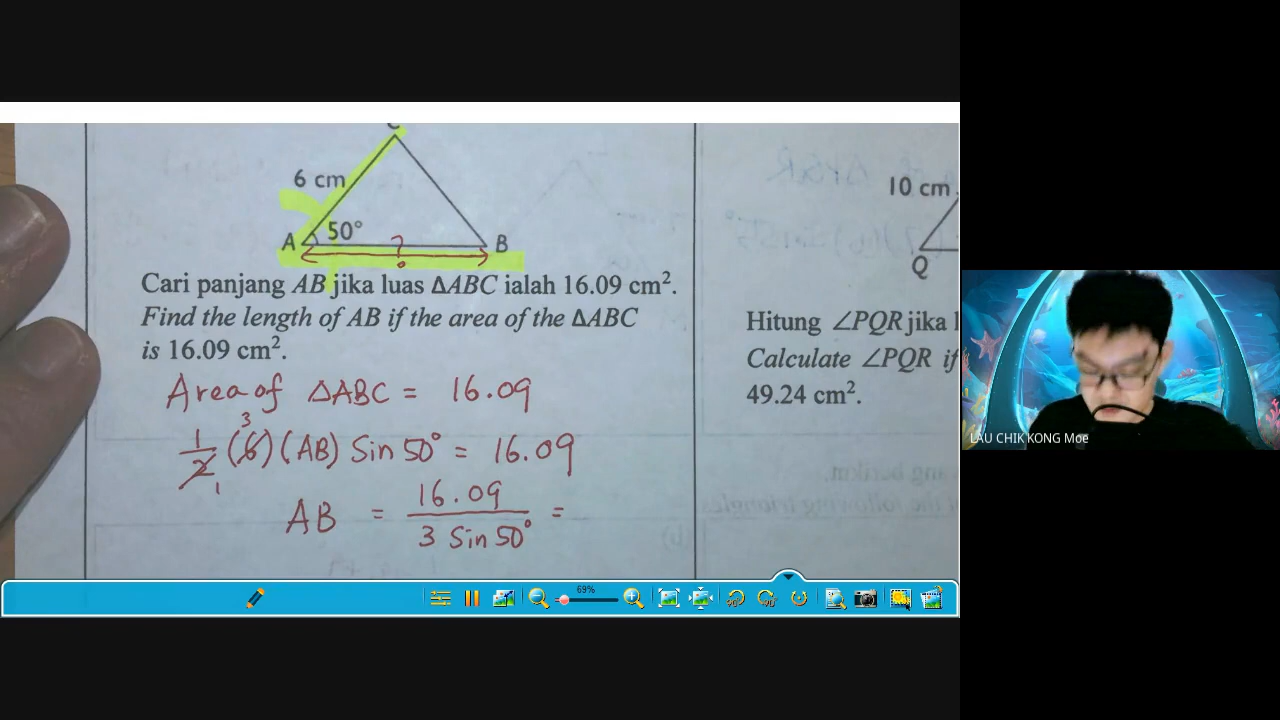 C
6 cm
50°
A
?
B
Cari panjang AB jika luas ΔABC ialah 16.09 cm².
Find the length of AB if the area of the ΔABC
is 16.09 cm².
Area of ΔABC = 16.09
1/2 (6)(AB) Sin 50° = 16.09
3
1
AB = 16.09 / 3 Sin 50° =
10 cm
Q
Hitung ∠PQR jika
Calculate ∠PQR if
49.24 cm².
69%
LAU CHIK KONG Moe